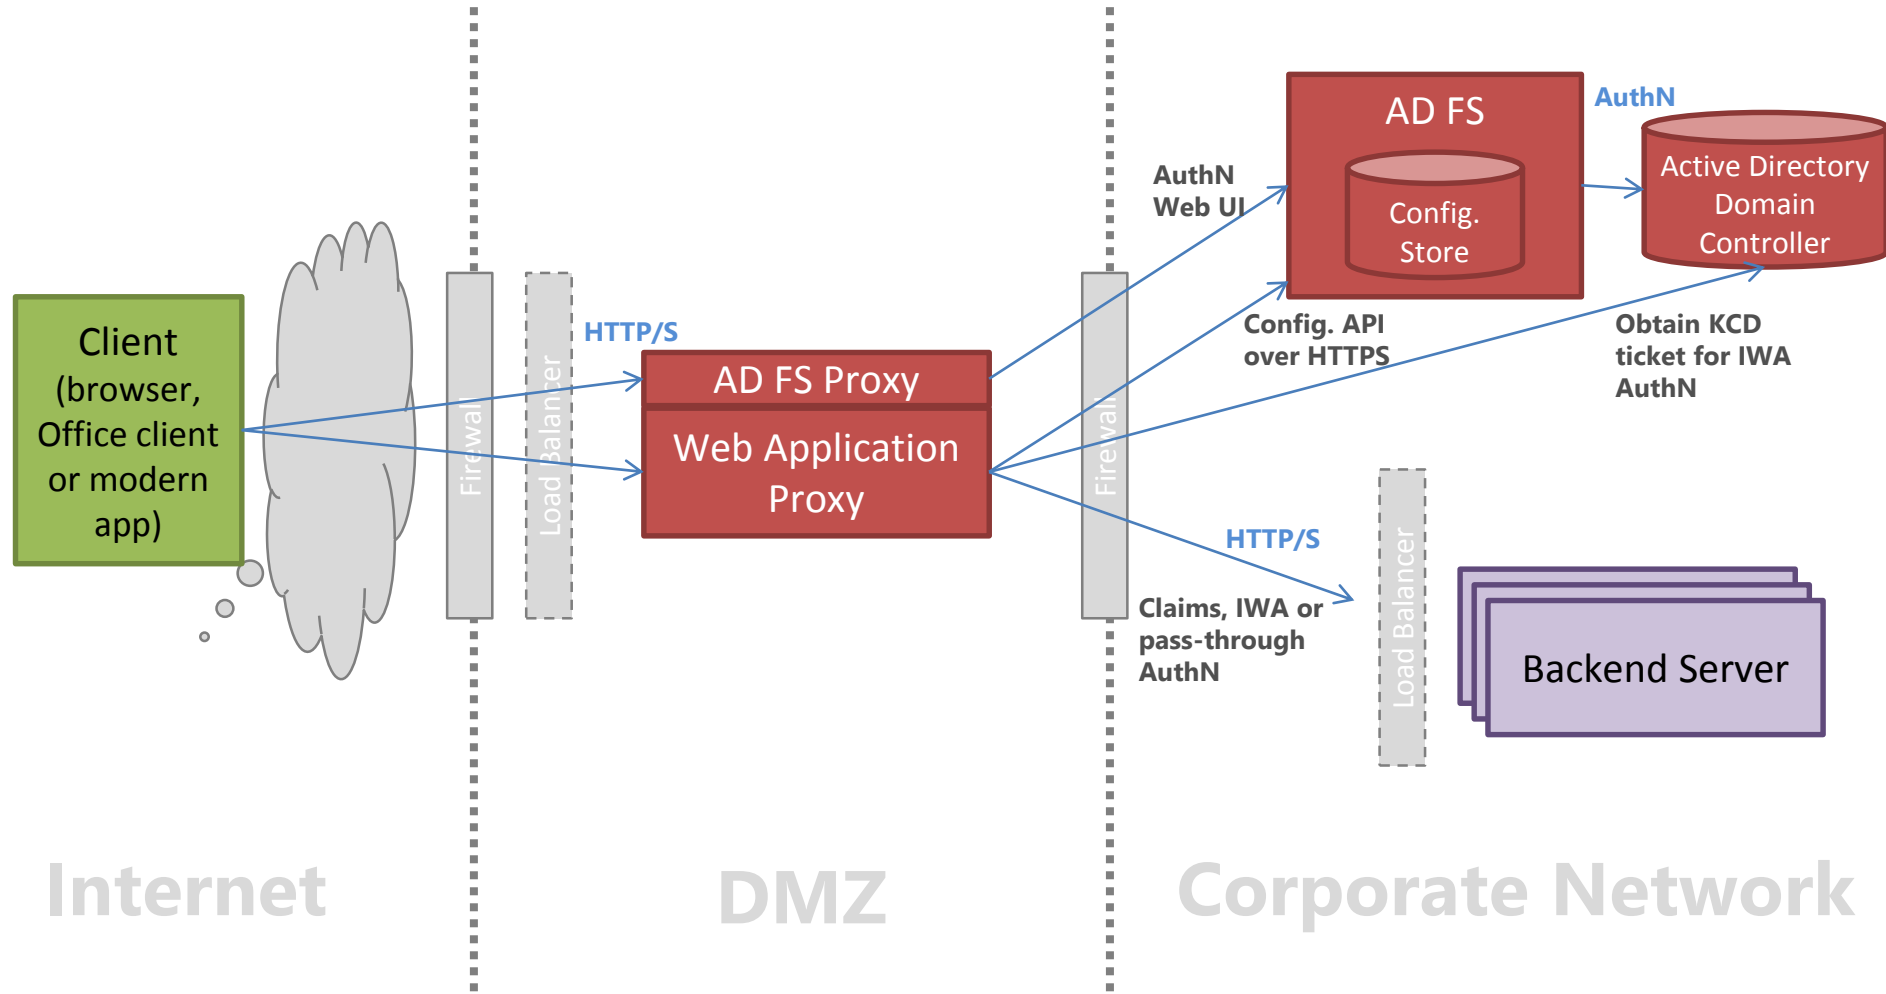 Client
(browser,
Office client
or modern
app)
Firewall
Load Balancer
HTTP/S
AD FS Proxy
Web Application
Proxy
Firewall
AuthN
Web UI
AD FS
Config.
Store
AuthN
Active Directory
Domain
Controller
Config. API
over HTTPS
Obtain KCD
ticket for IWA
AuthN
HTTP/S
Claims, IWA or
pass-through
AuthN
Load Balancer
Backend Server
Internet
DMZ
Corporate Network